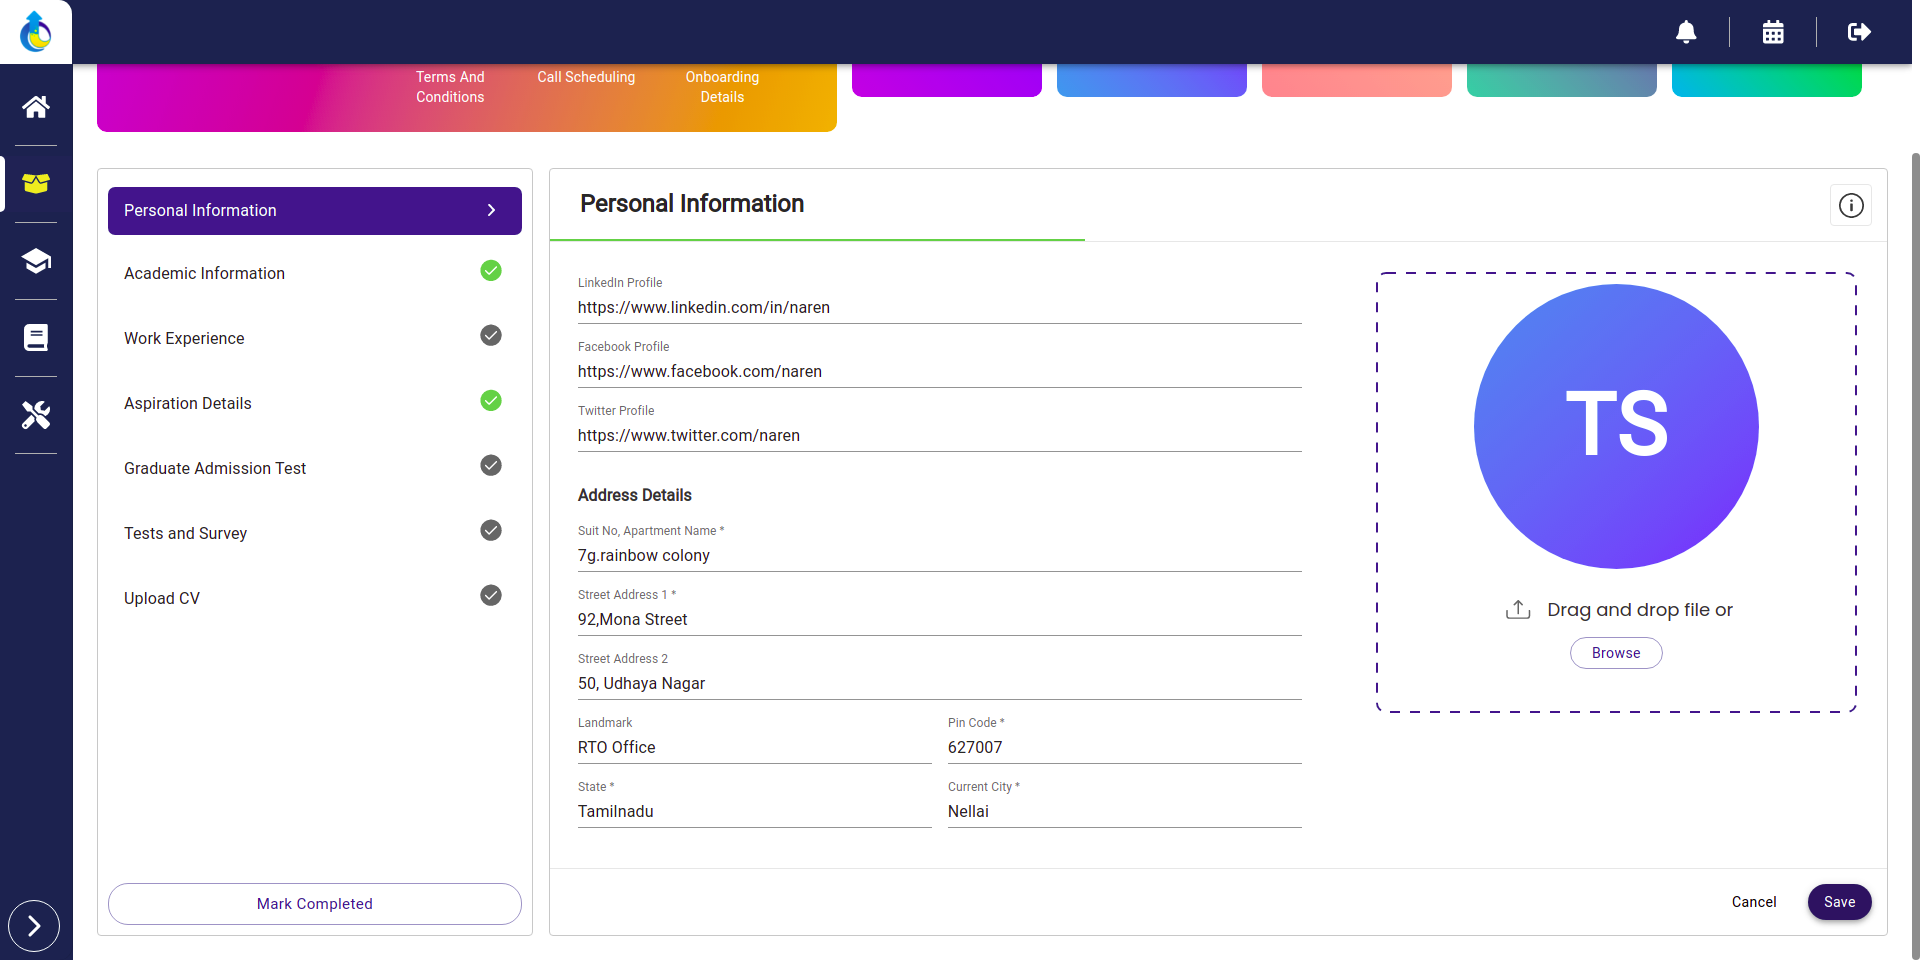 Terms And
Conditions
Call Scheduling
Onboarding
Details
Personal Information
Academic Information
Work Experience
Aspiration Details
Graduate Admission Test
Tests and Survey
Upload CV
Mark Completed
Personal Information
LinkedIn Profile
https://www.linkedin.com/in/naren
Facebook Profile
https://www.facebook.com/naren
Twitter Profile
https://www.twitter.com/naren
Address Details
Suit No, Apartment Name *
7g.rainbow colony
Street Address 1 *
92,Mona Street
Street Address 2
50, Udhaya Nagar
Landmark
RTO Office
Pin Code *
627007
State *
Tamilnadu
Current City *
Nellai
TS
Drag and drop file or
Browse
Cancel
Save